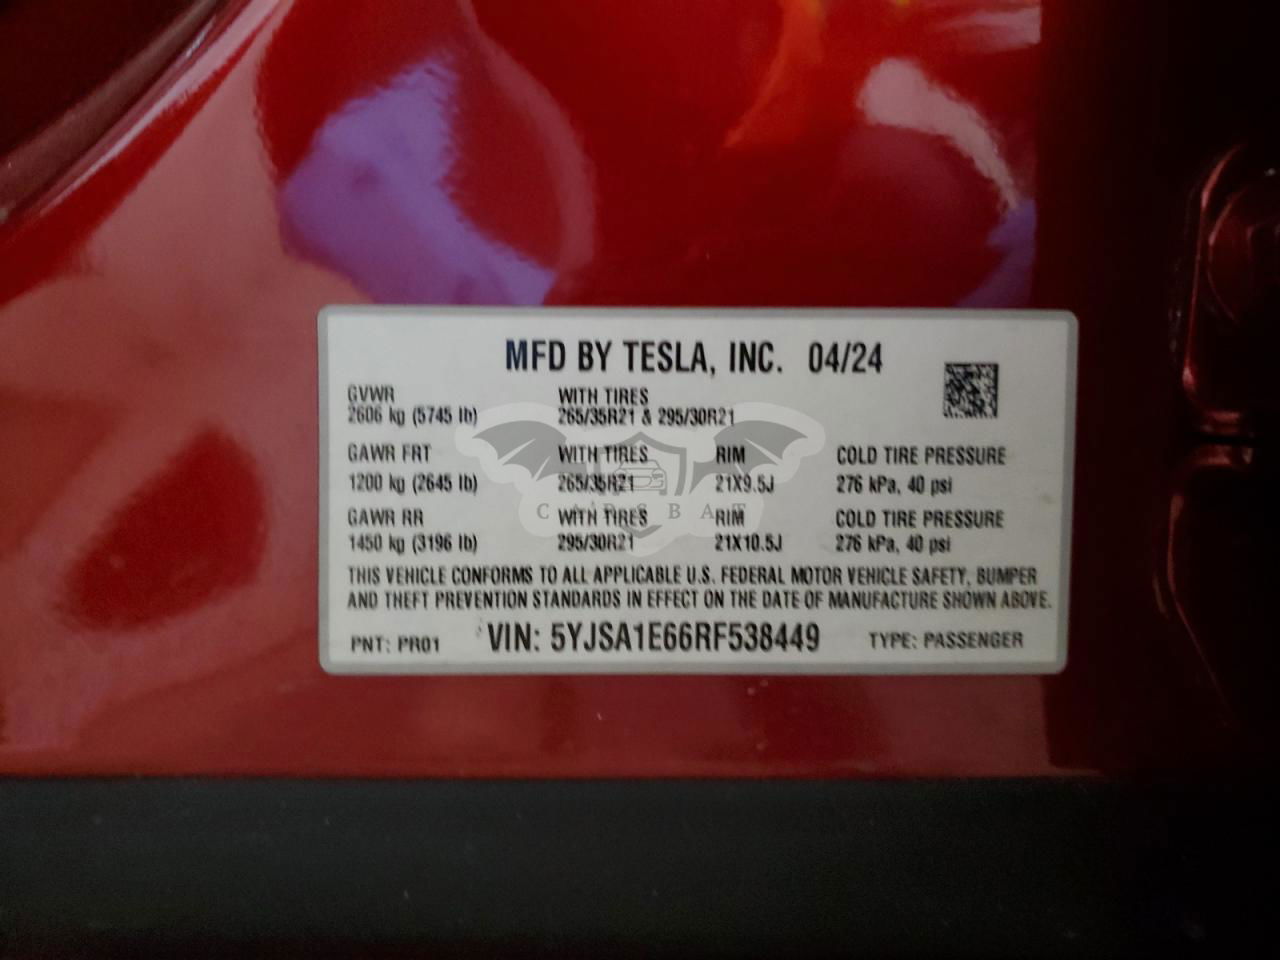 MFD BY TESLA, INC. 04/24
GVWR WITH TIRES
2606 kg (5745 lb) 265/35R21 & 295/30R21
GAWR FRT WITH TIRES RIM COLD TIRE PRESSURE
1200 kg (2645 lb) 265/35R21 21X9.5J 276 kPa, 40 psi
GAWR RR WITH TIRES RIM COLD TIRE PRESSURE
1450 kg (3196 lb) 295/30R21 21X10.5J 276 kPa, 40 psi
CARSBAT
THIS VEHICLE CONFORMS TO ALL APPLICABLE U.S. FEDERAL MOTOR VEHICLE SAFETY, BUMPER
AND THEFT PREVENTION STANDARDS IN EFFECT ON THE DATE OF MANUFACTURE SHOWN ABOVE.
PNT: PR01 VIN: 5YJSA1E66RF538449 TYPE: PASSENGER